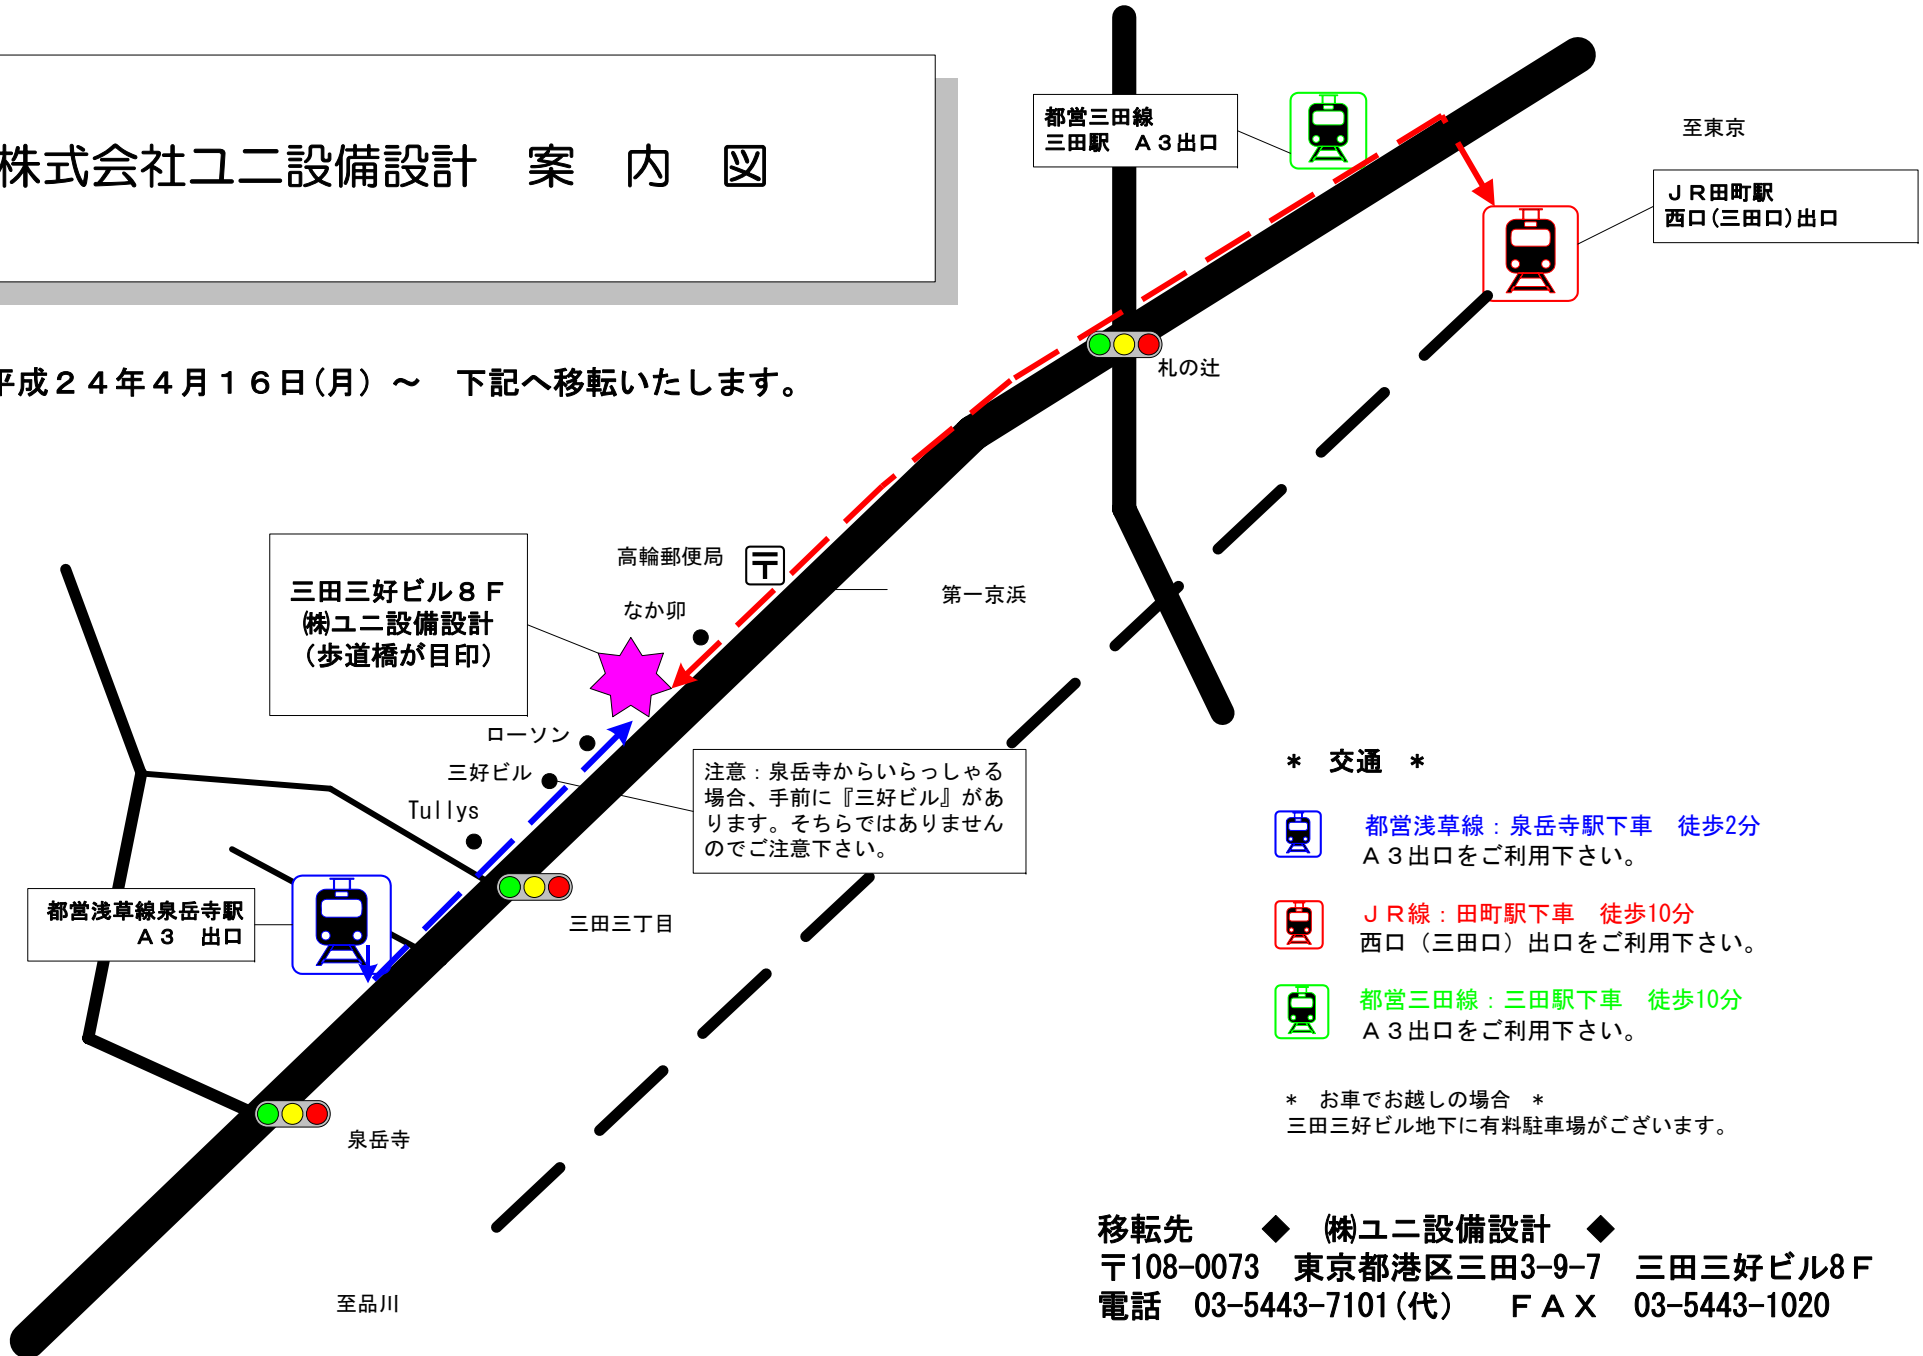 株式会社ユニ設備設計　案　内　図
平成２４年４月１６日(月) ～　下記へ移転いたします。
都営三田線
三田駅　Ａ３出口
至東京
ＪＲ田町駅
西口(三田口)出口
札の辻
高輪郵便局
〒
なか卯
第一京浜
三田三好ビル８Ｆ
㈱ユニ設備設計
（歩道橋が目印）
ローソン
三好ビル
Tullys
注意：泉岳寺からいらっしゃる
場合、手前に『三好ビル』があ
ります。そちらではありません
のでご注意下さい。
都営浅草線泉岳寺駅
Ａ３　出口
三田三丁目
泉岳寺
至品川
＊　交通　＊
都営浅草線：泉岳寺駅下車　徒歩2分
Ａ３出口をご利用下さい。
ＪＲ線：田町駅下車　徒歩10分
西口（三田口）出口をご利用下さい。
都営三田線：三田駅下車　徒歩10分
Ａ３出口をご利用下さい。
＊　お車でお越しの場合　＊
三田三好ビル地下に有料駐車場がございます。
移転先　　◆　㈱ユニ設備設計　◆
〒108-0073　東京都港区三田3-9-7　三田三好ビル8Ｆ
電話　03-5443-7101(代)　　ＦＡＸ　03-5443-1020